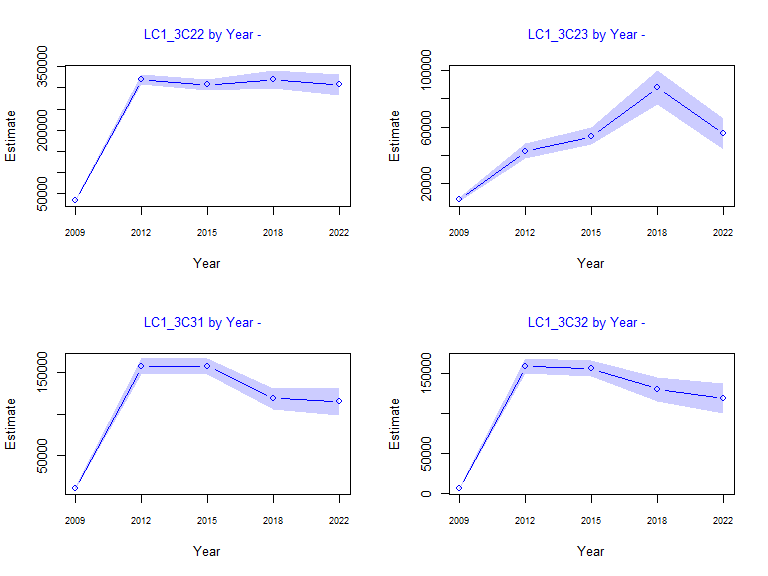 LC1_3C22 by Year -
Estimate
50000
200000
350000
2009
2012
2015
2018
2022
Year
LC1_3C23 by Year -
Estimate
20000
60000
100000
2009
2012
2015
2018
2022
Year
LC1_3C31 by Year -
Estimate
50000
150000
2009
2012
2015
2018
2022
Year
LC1_3C32 by Year -
Estimate
0
50000
150000
2009
2012
2015
2018
2022
Year